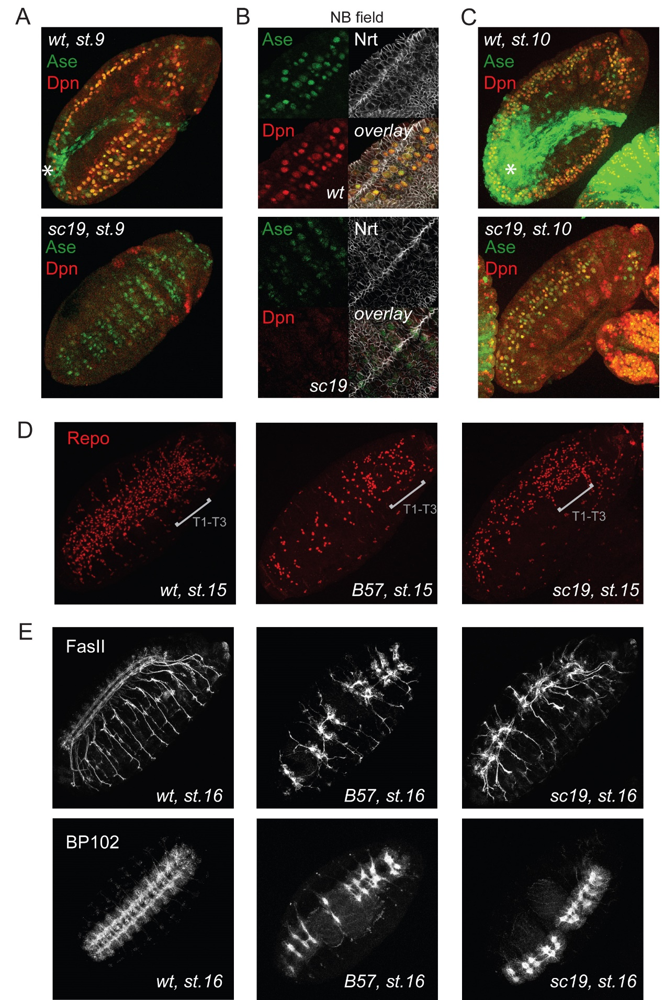 A
B
NB field
C
wt, st.9
Ase
Dpn
*
Ase
Nrt
Dpn
overlay
wt
wt, st.10
Ase
Dpn
*
sc19, st.9
Ase
Dpn
Ase
Nrt
Dpn
overlay
sc19
sc19, st.10
Ase
Dpn
D
Repo
T1-T3
wt, st.15
T1-T3
B57, st.15
T1-T3
sc19, st.15
E
FasII
wt, st.16
B57, st.16
sc19, st.16
BP102
wt, st.16
B57, st.16
sc19, st.16